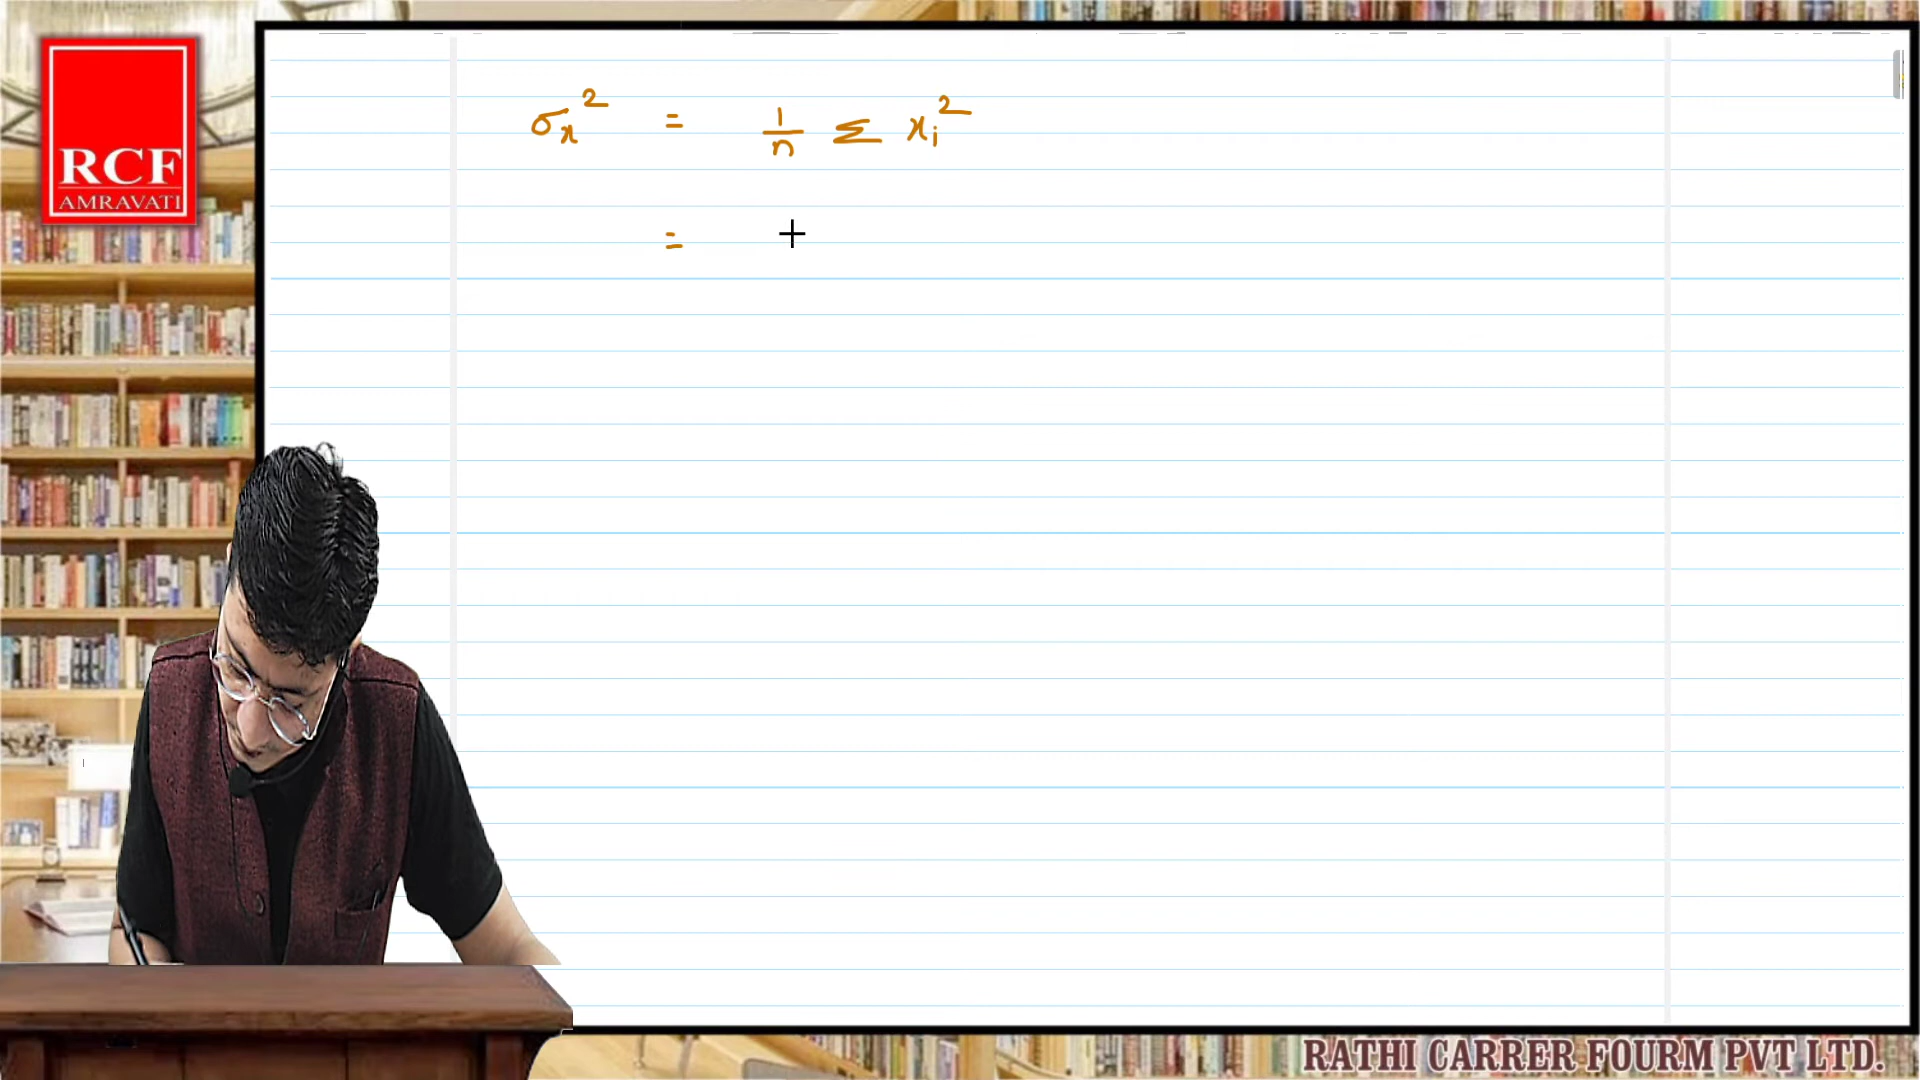 RCF
AMRAVATI
σx² = 1/n Σ xi²
=
RATHI CARRER FOURM PVT LTD.